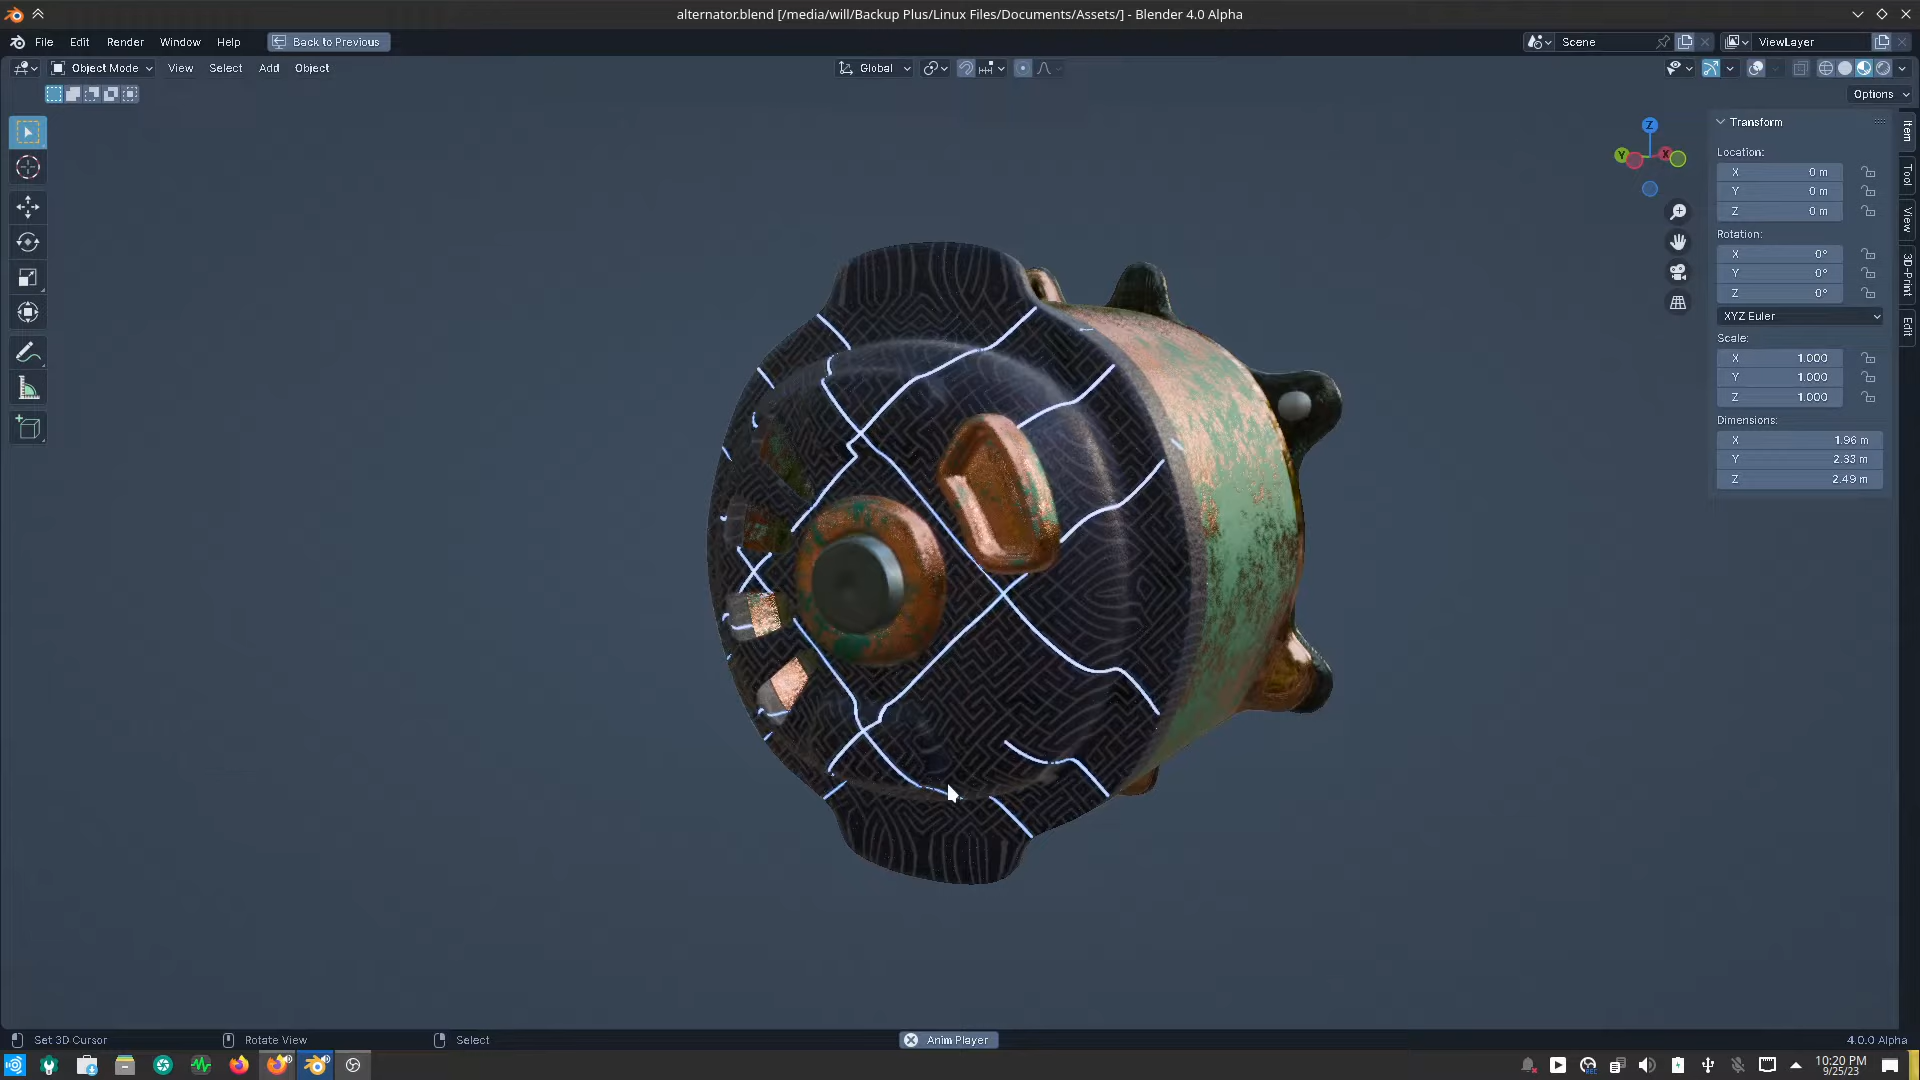 alternator.blend [/media/will/Backup Plus/Linux Files/Documents/Assets/] - Blender 4.0 Alpha
File Edit Render Window Help Back to Previous Scene ViewLayer
Object Mode View Select Add Object Global
Options
Transform
Location:
X 0 m
Y 0 m
Z 0 m
Rotation:
X 0°
Y 0°
Z 0°
XYZ Euler
Scale:
X 1.000
Y 1.000
Z 1.000
Dimensions:
X 1.96 m
Y 2.33 m
Z 2.49 m
Item
Tool
View
3D-Print
Edit
Z
Y
X
Set 3D Cursor Rotate View Select Anim Player 4.0.0 Alpha
10:20 PM
9/25/23